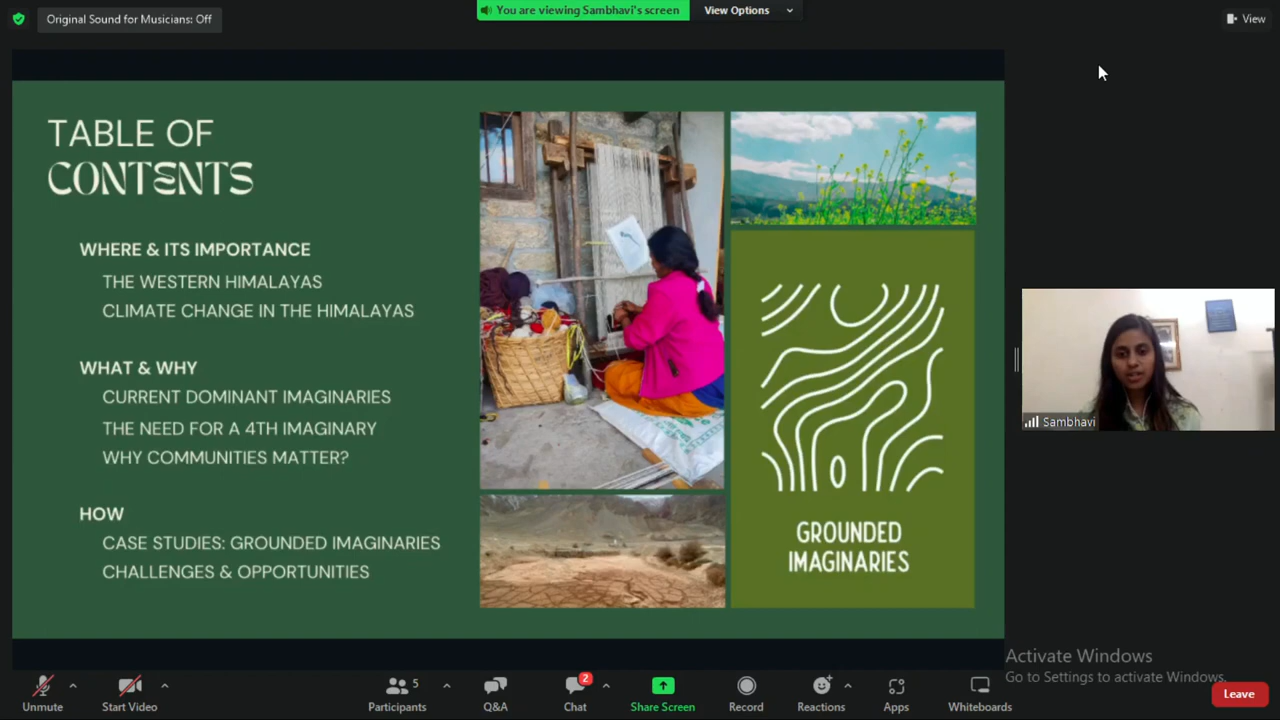 Original Sound for Musicians: Off
You are viewing Sambhavi's screen
View Options
View
TABLE OF
CONTENTS
WHERE & ITS IMPORTANCE
THE WESTERN HIMALAYAS
CLIMATE CHANGE IN THE HIMALAYAS
WHAT & WHY
CURRENT DOMINANT IMAGINARIES
THE NEED FOR A 4TH IMAGINARY
WHY COMMUNITIES MATTER?
HOW
CASE STUDIES: GROUNDED IMAGINARIES
CHALLENGES & OPPORTUNITIES
GROUNDED
IMAGINARIES
Sambhavi
Activate Windows
Go to Settings to activate Windows.
Unmute
Start Video
5
Participants
Q&A
2
Chat
Share Screen
Record
Reactions
Apps
Whiteboards
Leave